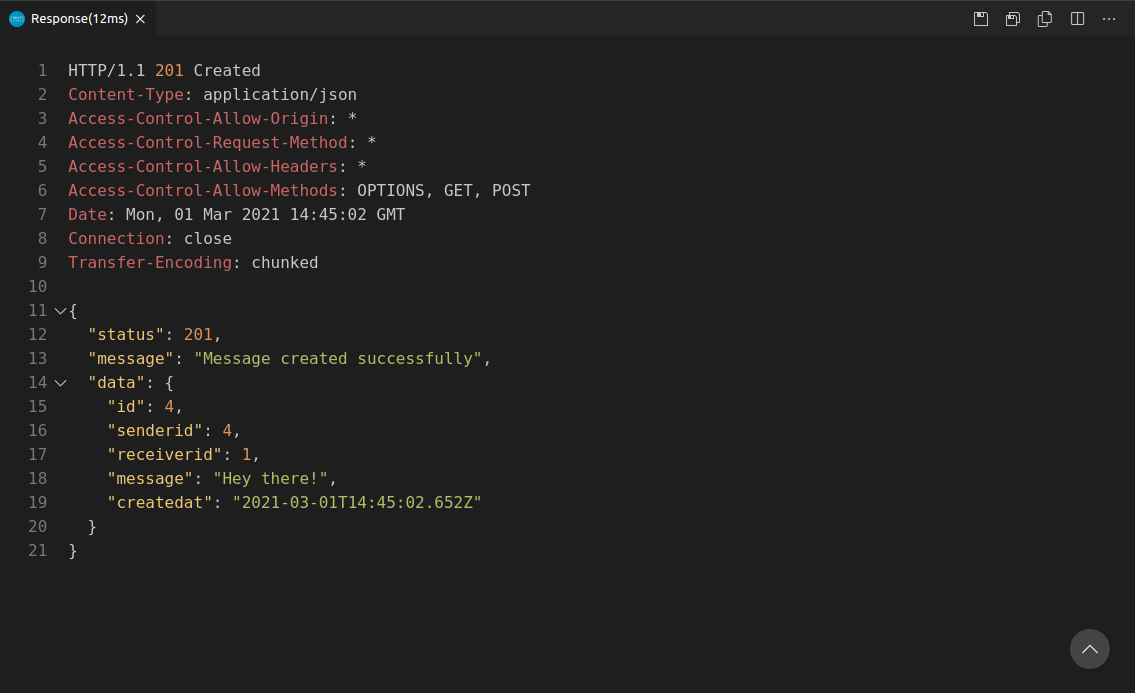 Response(12ms)
1 HTTP/1.1 201 Created
2 Content-Type: application/json
3 Access-Control-Allow-Origin: *
4 Access-Control-Request-Method: *
5 Access-Control-Allow-Headers: *
6 Access-Control-Allow-Methods: OPTIONS, GET, POST
7 Date: Mon, 01 Mar 2021 14:45:02 GMT
8 Connection: close
9 Transfer-Encoding: chunked
10
11 {
12   "status": 201,
13   "message": "Message created successfully",
14   "data": {
15     "id": 4,
16     "senderid": 4,
17     "receiverid": 1,
18     "message": "Hey there!",
19     "createdat": "2021-03-01T14:45:02.652Z"
20   }
21 }